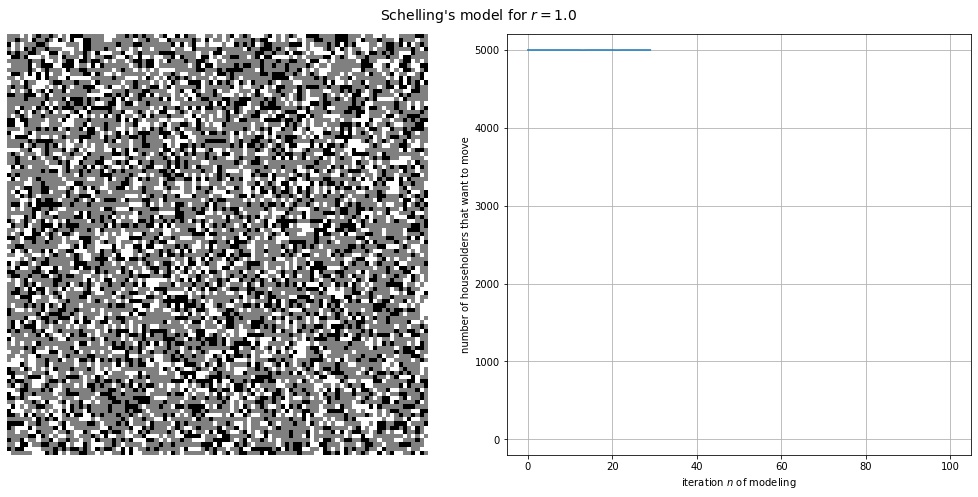 Schelling's model for r = 1.0
number of householders that want to move
5000
4000
3000
2000
1000
0
0 20 40 60 80 100
iteration n of modeling